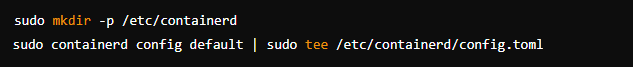 sudo mkdir -p /etc/containerd
sudo containerd config default | sudo tee /etc/containerd/config.toml